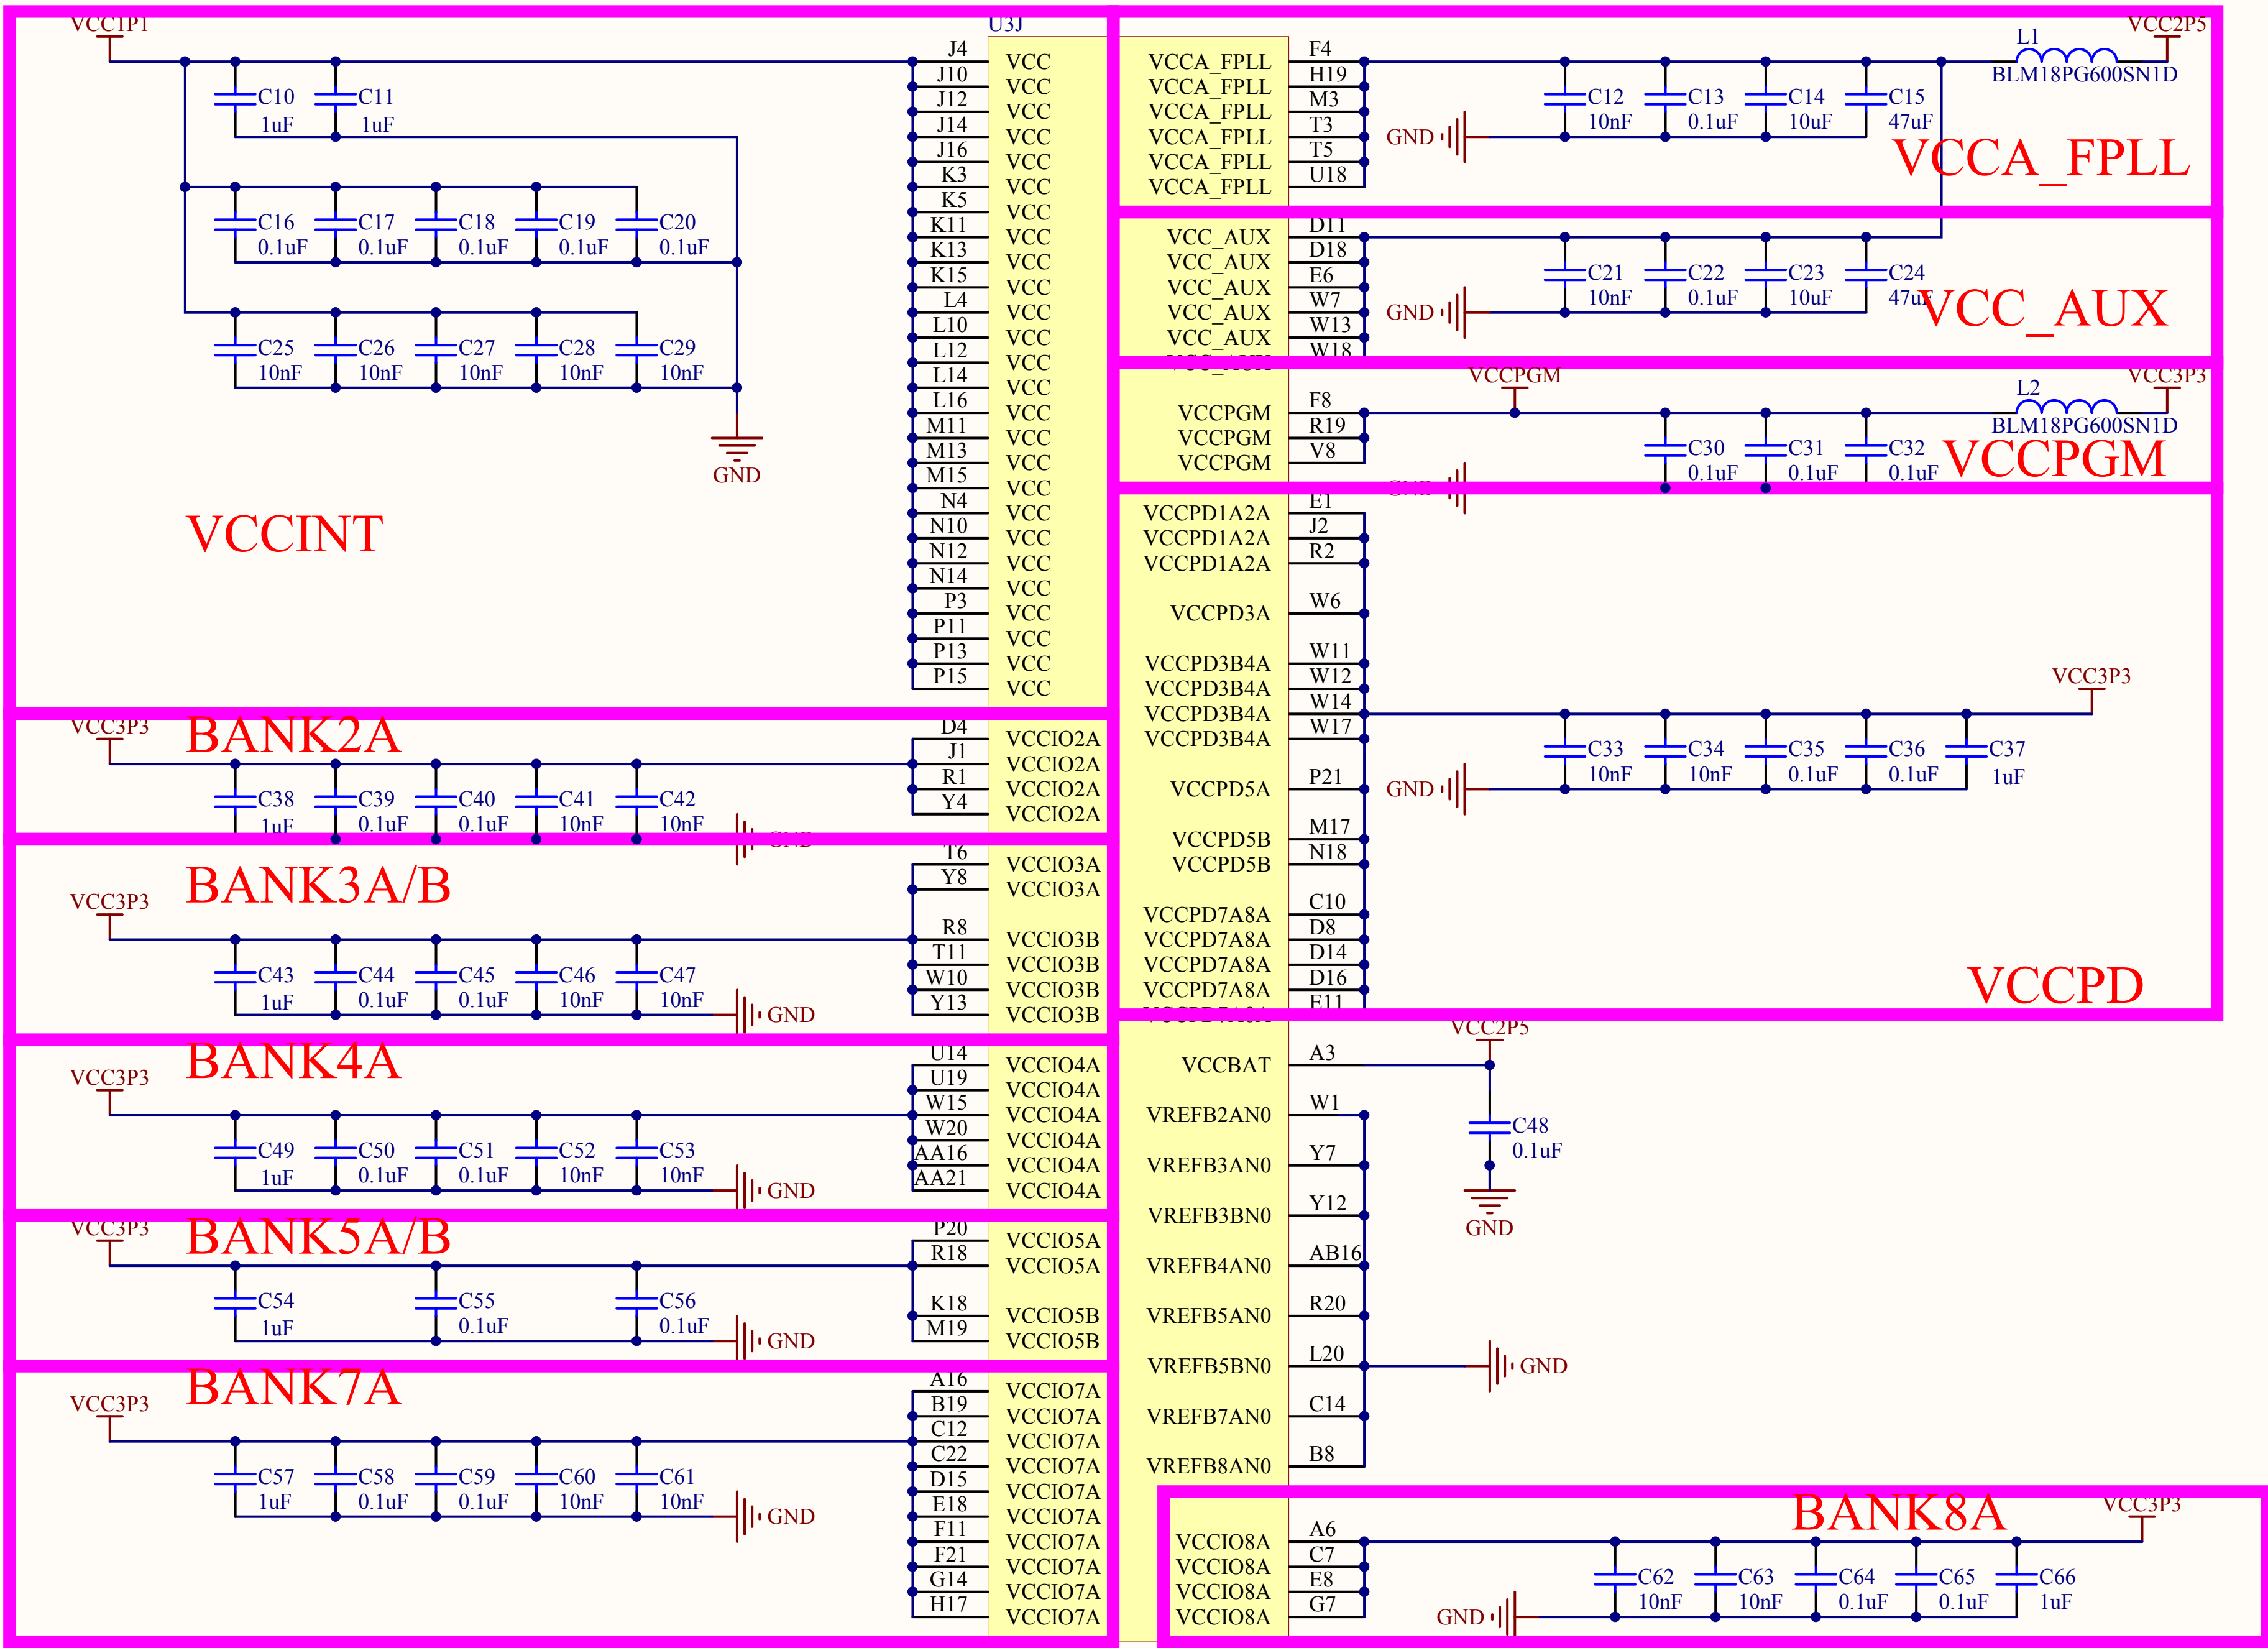 VCC1P1
U3J
J4 VCC
J10 VCC
J12 VCC
J14 VCC
J16 VCC
K3 VCC
K5 VCC
K11 VCC
K13 VCC
K15 VCC
L4 VCC
L10 VCC
L12 VCC
L14 VCC
L16 VCC
M11 VCC
M13 VCC
M15 VCC
N4 VCC
N10 VCC
N12 VCC
N14 VCC
P3 VCC
P11 VCC
P13 VCC
P15 VCC
C10 C11
1uF 1uF
C16 C17 C18 C19 C20
0.1uF 0.1uF 0.1uF 0.1uF 0.1uF
C25 C26 C27 C28 C29
10nF 10nF 10nF 10nF 10nF
GND
VCCINT
VCC3P3
BANK2A
D4 VCCIO2A
J1 VCCIO2A
R1 VCCIO2A
Y4 VCCIO2A
C38 C39 C40 C41 C42
1uF 0.1uF 0.1uF 10nF 10nF
GND
BANK3A/B
VCC3P3
T6 VCCIO3A
Y8 VCCIO3A
R8 VCCIO3B
T11 VCCIO3B
W10 VCCIO3B
Y13 VCCIO3B
C43 C44 C45 C46 C47
1uF 0.1uF 0.1uF 10nF 10nF
GND
BANK4A
VCC3P3
U14 VCCIO4A
U19 VCCIO4A
W15 VCCIO4A
W20 VCCIO4A
AA16 VCCIO4A
AA21 VCCIO4A
C49 C50 C51 C52 C53
1uF 0.1uF 0.1uF 10nF 10nF
GND
BANK5A/B
VCC3P3
P20 VCCIO5A
R18 VCCIO5A
K18 VCCIO5B
M19 VCCIO5B
C54 C55 C56
1uF 0.1uF 0.1uF
GND
BANK7A
VCC3P3
A16 VCCIO7A
B19 VCCIO7A
C12 VCCIO7A
C22 VCCIO7A
D15 VCCIO7A
E18 VCCIO7A
F11 VCCIO7A
F21 VCCIO7A
G14 VCCIO7A
H17 VCCIO7A
C57 C58 C59 C60 C61
1uF 0.1uF 0.1uF 10nF 10nF
GND
VCCA_FPLL F4
VCCA_FPLL H19
VCCA_FPLL M3
VCCA_FPLL T3
VCCA_FPLL T5
VCCA_FPLL U18
VCC2P5
L1
BLM18PG600SN1D
C12 C13 C14 C15
10nF 0.1uF 10uF 47uF
GND
VCCA_FPLL
VCC_AUX D11
VCC_AUX D18
VCC_AUX E6
VCC_AUX W7
VCC_AUX W13
VCC_AUX W18
C21 C22 C23 C24
10nF 0.1uF 10uF 47uF
GND
VCC_AUX
VCCPGM
VCC3P3
L2
BLM18PG600SN1D
VCCPGM F8
VCCPGM R19
VCCPGM V8
C30 C31 C32
0.1uF 0.1uF 0.1uF
GND
VCCPGM
VCCPD1A2A E1
VCCPD1A2A J2
VCCPD1A2A R2
VCCPD3A W6
VCCPD3B4A W11
VCCPD3B4A W12
VCCPD3B4A W14
VCCPD3B4A W17
VCCPD5A P21
VCCPD5B M17
VCCPD5B N18
VCCPD7A8A C10
VCCPD7A8A D8
VCCPD7A8A D14
VCCPD7A8A D16
VCCPD7A8A E11
VCC3P3
C33 C34 C35 C36 C37
10nF 10nF 0.1uF 0.1uF 1uF
GND
VCCPD
VCC2P5
VCCBAT A3
C48
0.1uF
GND
VREFB2AN0 W1
VREFB3AN0 Y7
VREFB3BN0 Y12
VREFB4AN0 AB16
VREFB5AN0 R20
VREFB5BN0 L20
VREFB7AN0 C14
VREFB8AN0 B8
GND
BANK8A
VCC3P3
VCCIO8A A6
VCCIO8A C7
VCCIO8A E8
VCCIO8A G7
C62 C63 C64 C65 C66
10nF 10nF 0.1uF 0.1uF 1uF
GND